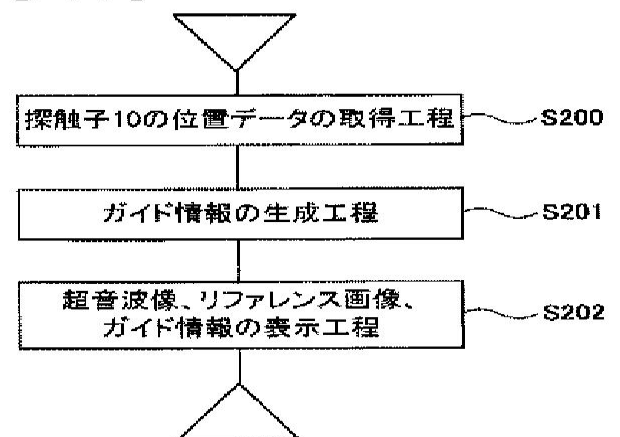 探触子10の位置データの取得工程
S200
ガイド情報の生成工程
S201
超音波像、リファレンス画像、
ガイド情報の表示工程
S202